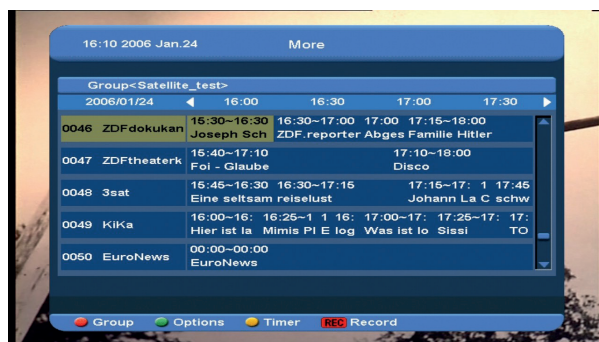 16:10 2006 Jan.24 More
Group<Satellite_test>
2006/01/24 16:00 16:30 17:00 17:30
0046 ZDFdokukan 15:30~16:30 16:30~17:00 17:00 17:15~18:00
Joseph Sch ZDF.reporter Abges Familie Hitler
0047 ZDFtheaterk 15:40~17:10 17:10~18:00
Foi - Glaube Disco
0048 3sat 15:45~16:30 16:30~17:15 17:15~17: 1 17:45
Eine seltsam reiselust Johann La C schw
0049 KiKa 16:00~16: 16:25~1 1 16: 17:00~17: 17:25~17: 17:
Hier ist la Mimis Pl E log Was ist lo Sissi TO
0050 EuroNews 00:00~00:00
EuroNews
Group Options Timer REC Record